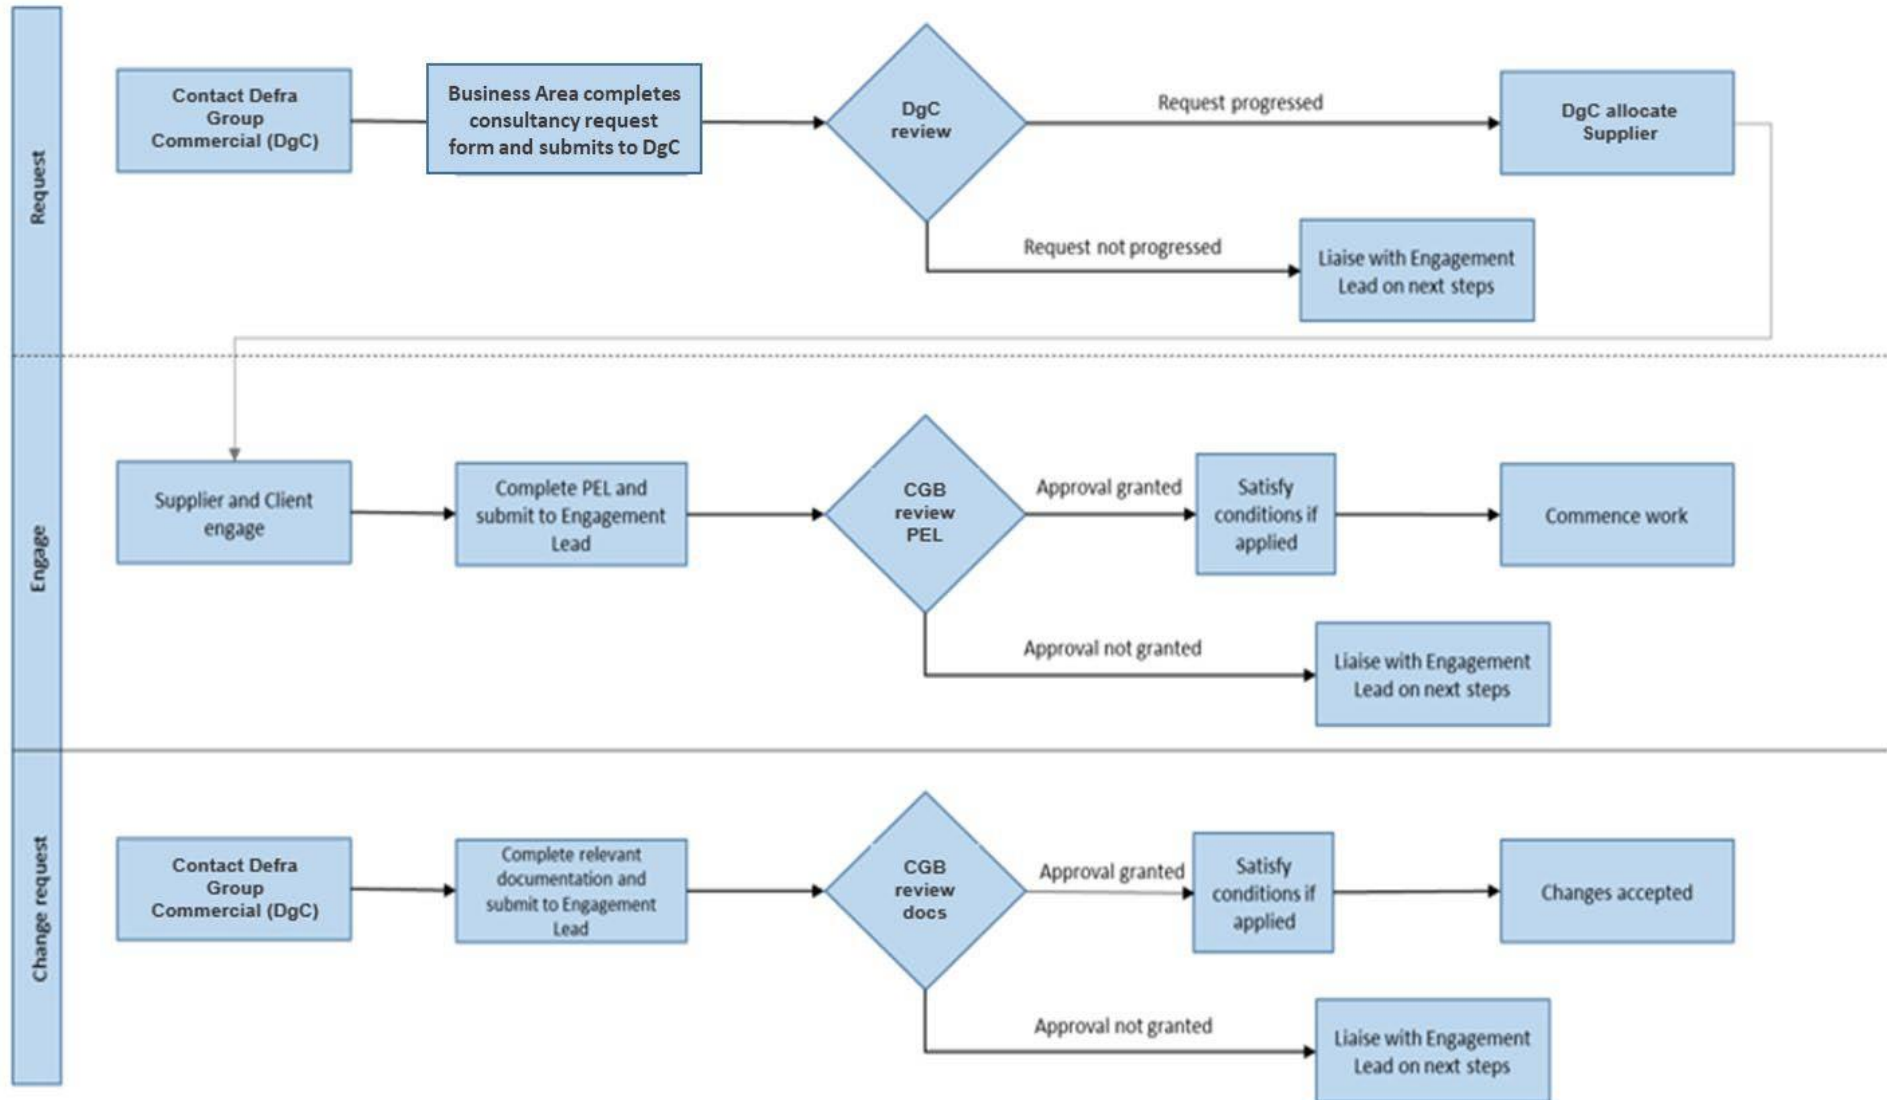 Request
Contact Defra
Group
Commercial (DgC)
Business Area completes
consultancy request
form and submits to DgC
DgC
review
Request progressed
DgC allocate
Supplier
Request not progressed
Liaise with Engagement
Lead on next steps
Engage
Supplier and Client
engage
Complete PEL and
submit to Engagement
Lead
CGB
review
PEL
Approval granted
Satisfy
conditions if
applied
Commence work
Approval not granted
Liaise with Engagement
Lead on next steps
Change request
Contact Defra
Group
Commercial (DgC)
Complete relevant
documentation and
submit to Engagement
Lead
CGB
review
docs
Approval granted
Satisfy
conditions if
applied
Changes accepted
Approval not granted
Liaise with Engagement
Lead on next steps